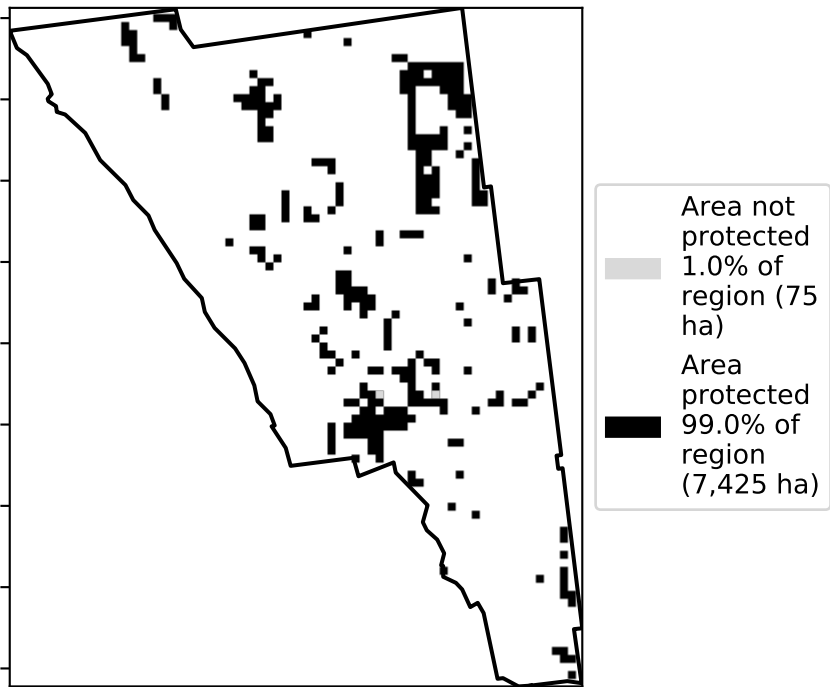 Area not
protected
1.0% of
region (75
ha)
Area
protected
99.0% of
region
(7,425 ha)